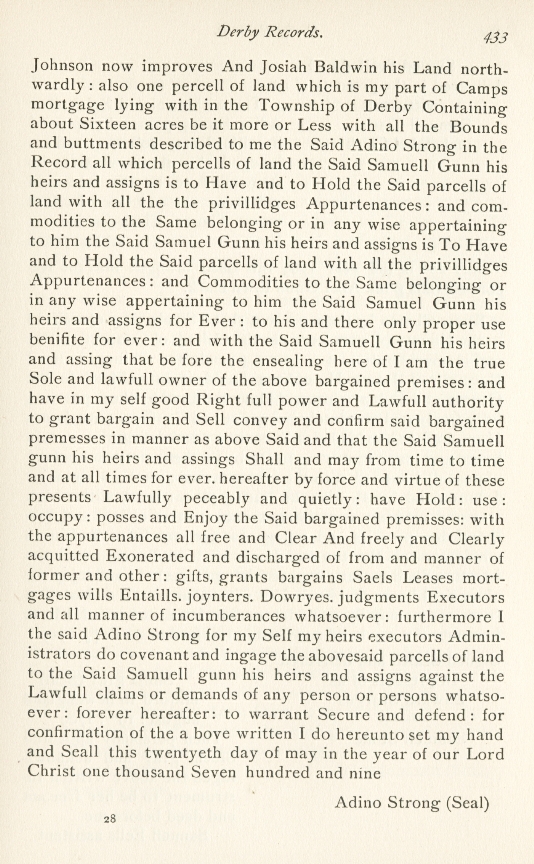 Derby Records. 433
Johnson now improves And Josiah Baldwin his Land north-
wardly : also one percell of land which is my part of Camps
mortgage lying with in the Township of Derby Containing
about Sixteen acres be it more or Less with all the Bounds
and buttments described to me the Said Adino Strong in the
Record all which percells of land the Said Samuell Gunn his
heirs and assigns is to Have and to Hold the Said parcells of
land with all the the privillidges Appurtenances : and com-
modities to the Same belonging or in any wise appertaining
to him the Said Samuel Gunn his heirs and assigns is To Have
and to Hold the Said parcells of land with all the privillidges
Appurtenances : and Commodities to the Same belonging or
in any wise appertaining to him the Said Samuel Gunn his
heirs and assigns for Ever : to his and there only proper use
benifite for ever : and with the Said Samuell Gunn his heirs
and assing that be fore the ensealing here of I am the true
Sole and lawfull owner of the above bargained premises : and
have in my self good Right full power and Lawfull authority
to grant bargain and Sell convey and confirm said bargained
premesses in manner as above Said and that the Said Samuell
gunn his heirs and assings Shall and may from time to time
and at all times for ever. hereafter by force and virtue of these
presents Lawfully peceably and quietly : have Hold : use :
occupy : posses and Enjoy the Said bargained premisses: with
the appurtenances all free and Clear And freely and Clearly
acquitted Exonerated and discharged of from and manner of
former and other : gifts, grants bargains Saels Leases mort-
gages wills Entaills. joynters. Dowryes. judgments Executors
and all manner of incumberances whatsoever : furthermore I
the said Adino Strong for my Self my heirs executors Admin-
istrators do covenant and ingage the abovesaid parcells of land
to the Said Samuell gunn his heirs and assigns against the
Lawfull claims or demands of any person or persons whatso-
ever : forever hereafter : to warrant Secure and defend : for
confirmation of the a bove written I do hereunto set my hand
and Seall this twentyeth day of may in the year of our Lord
Christ one thousand Seven hundred and nine
Adino Strong (Seal)
28